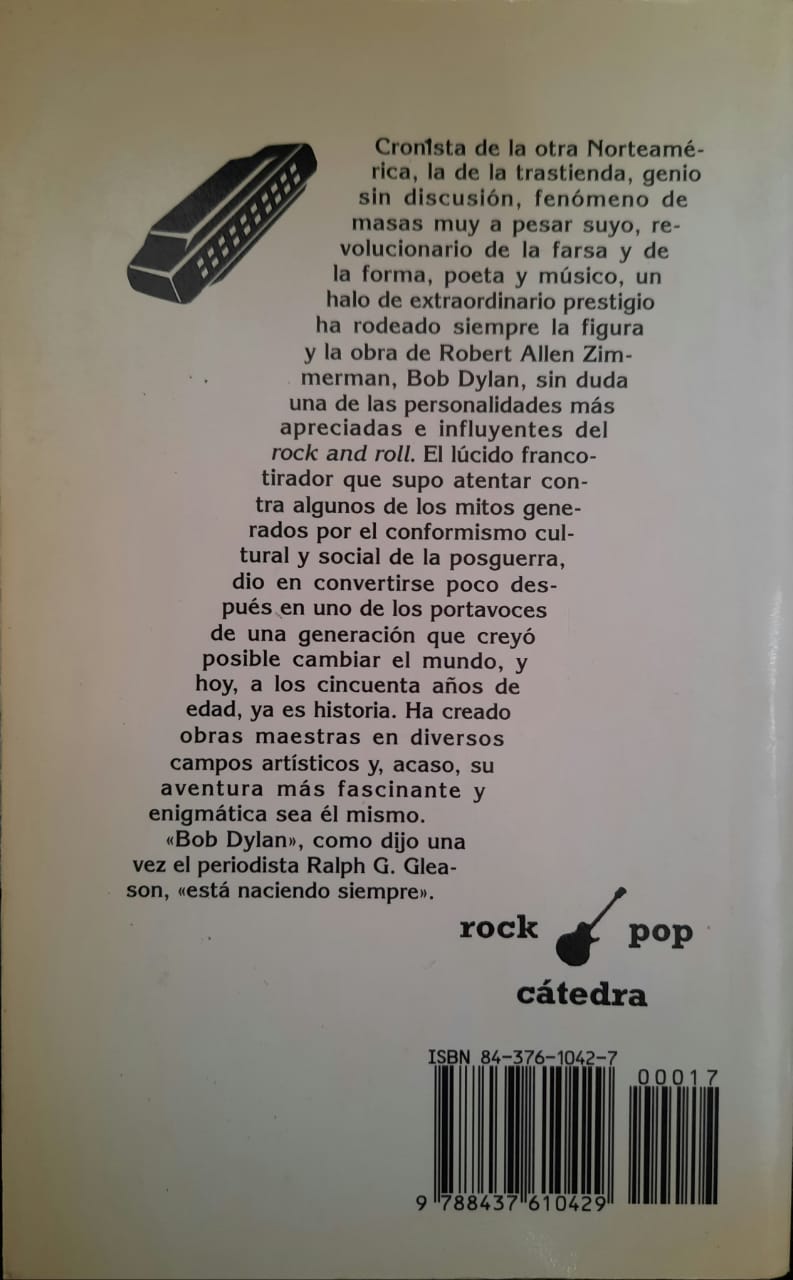 Cronista de la otra Norteamé-
rica, la de la trastienda, genio
sin discusión, fenómeno de
masas muy a pesar suyo, re-
volucionario de la farsa y de
la forma, poeta y músico, un
halo de extraordinario prestigio
ha rodeado siempre la figura
y la obra de Robert Allen Zim-
merman, Bob Dylan, sin duda
una de las personalidades más
apreciadas e influyentes del
rock and roll. El lúcido franco-
tirador que supo atentar con-
tra algunos de los mitos gene-
rados por el conformismo cul-
tural y social de la posguerra,
dio en convertirse poco des-
pués en uno de los portavoces
de una generación que creyó
posible cambiar el mundo, y
hoy, a los cincuenta años de
edad, ya es historia. Ha creado
obras maestras en diversos
campos artísticos y, acaso, su
aventura más fascinante y
enigmática sea él mismo.
«Bob Dylan», como dijo una
vez el periodista Ralph G. Glea-
son, «está naciendo siempre».
rock pop
cátedra
ISBN 84-376-1042-7
00017
9 788437 610429